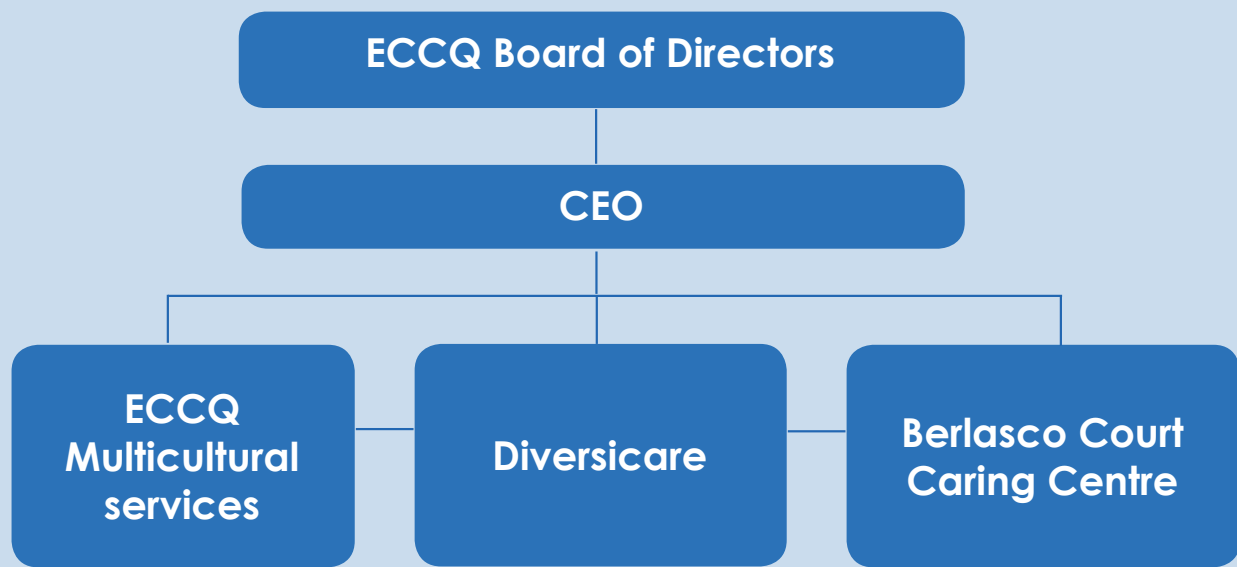 ECCQ Board of Directors
CEO
ECCQ
Multicultural
services
Diversicare
Berlasco Court
Caring Centre